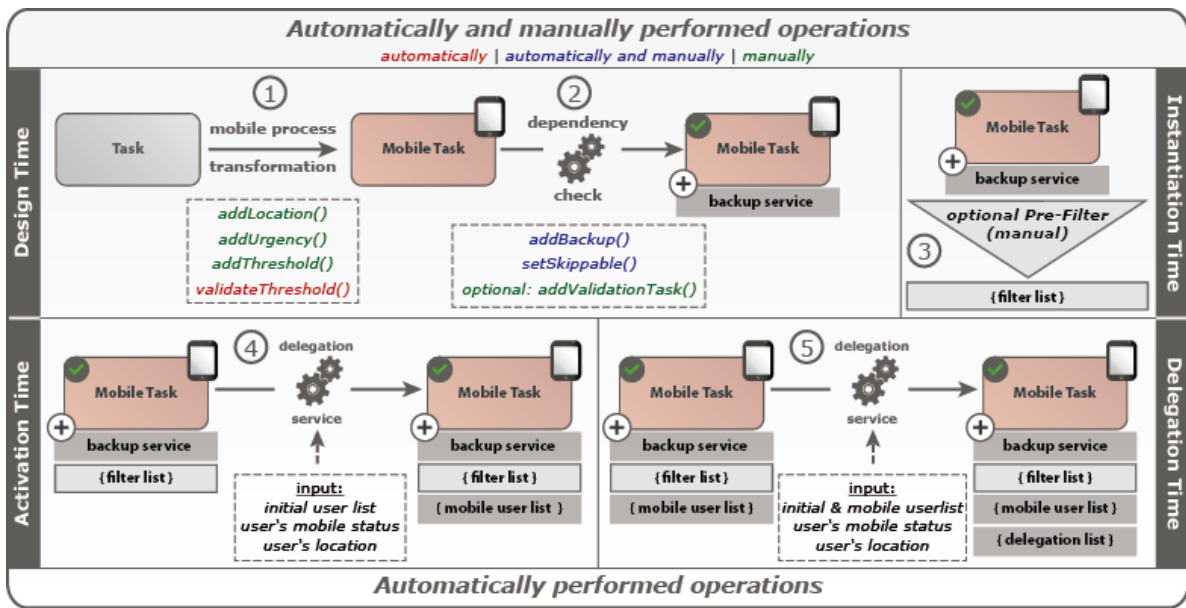 Automatically and manually performed operations
automatically | automatically and manually | manually
Design Time
1
Task
mobile process
transformation
Mobile Task
addLocation()
addUrgency()
addThreshold()
validateThreshold()
2
dependency
check
Mobile Task
backup service
addBackup()
setSkippable()
optional: addValidationTask()
Instantiation Time
Mobile Task
backup service
optional Pre-Filter
(manual)
3
{filter list}
Activation Time
Mobile Task
backup service
{filter list}
4
delegation
service
input:
initial user list
user's mobile status
user's location
Mobile Task
backup service
{filter list}
{mobile user list }
Delegation Time
Mobile Task
backup service
{filter list}
{mobile user list}
5
delegation
service
input:
initial & mobile userlist
user's mobile status
user's location
Mobile Task
backup service
{filter list}
{mobile user list}
{delegation list}
Automatically performed operations